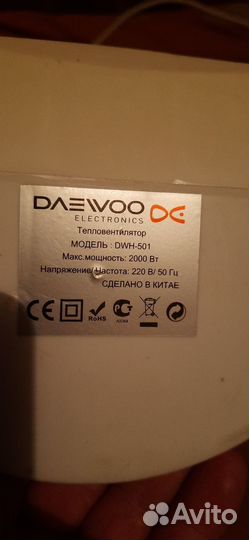 DAEWOO
ELECTRONICS
Тепловентилятор
МОДЕЛЬ : DWH-501
Макс.мощность: 2000 Вт
Напряжение/Частота: 220 В/ 50 Гц
СДЕЛАНО В КИТАЕ
CE
RoHS
Avito